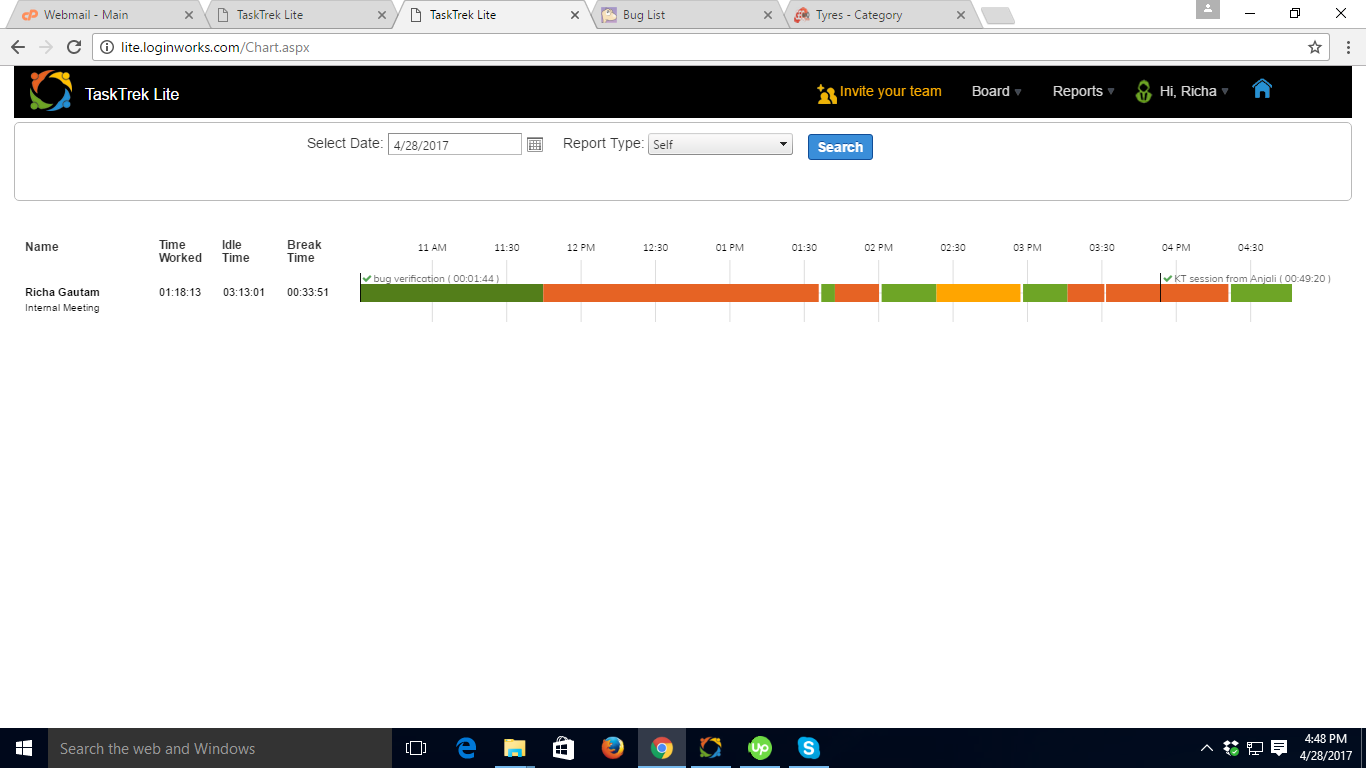 Webmail - Main
TaskTrek Lite
TaskTrek Lite
Bug List
Tyres - Category
lite.loginworks.com/Chart.aspx
TaskTrek Lite
Invite your team
Board
Reports
Hi, Richa
Select Date: 4/28/2017
Report Type: Self
Search
Name
Time Worked
Idle Time
Break Time
11 AM 11:30 12 PM 12:30 01 PM 01:30 02 PM 02:30 03 PM 03:30 04 PM 04:30
bug verification ( 00:01:44 )
KT session from Anjali ( 00:49:20 )
Richa Gautam 01:18:13 03:13:01 00:33:51
Internal Meeting
Search the web and Windows
4:48 PM
4/28/2017